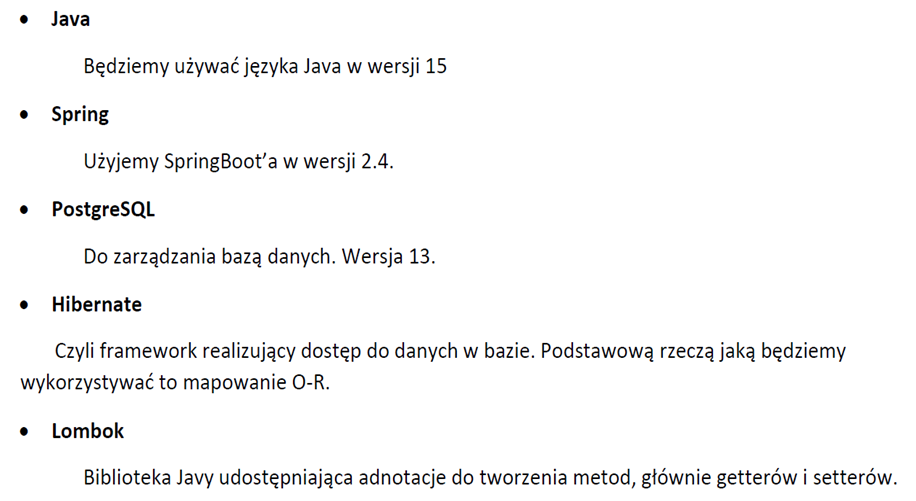 • Java
Będziemy używać języka Java w wersji 15
• Spring
Użyjemy SpringBoot’a w wersji 2.4.
• PostgreSQL
Do zarządzania bazą danych. Wersja 13.
• Hibernate
Czyli framework realizujący dostęp do danych w bazie. Podstawową rzeczą jaką będziemy
wykorzystywać to mapowanie O-R.
• Lombok
Biblioteka Javy udostępniająca adnotacje do tworzenia metod, głównie getterów i setterów.